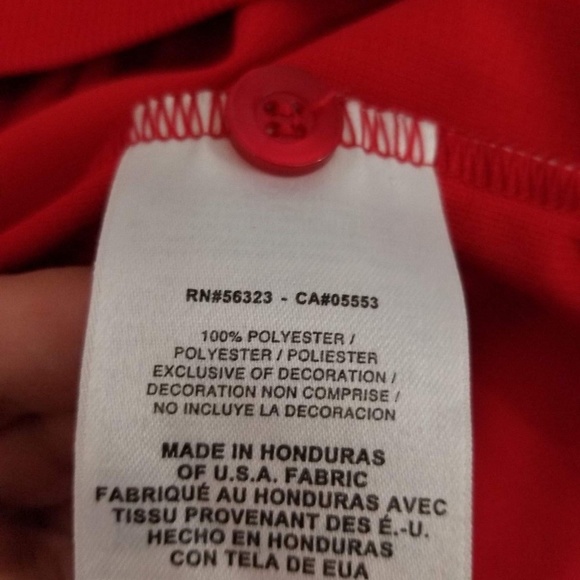 RN#56323 - CA#05553
100% POLYESTER /
POLYESTER / POLIESTER
EXCLUSIVE OF DECORATION /
DECORATION NON COMPRISE /
NO INCLUYE LA DECORACION
MADE IN HONDURAS
OF U.S.A. FABRIC
FABRIQUÉ AU HONDURAS AVEC
TISSU PROVENANT DES É.-U.
HECHO EN HONDURAS
CON TELA DE EUA